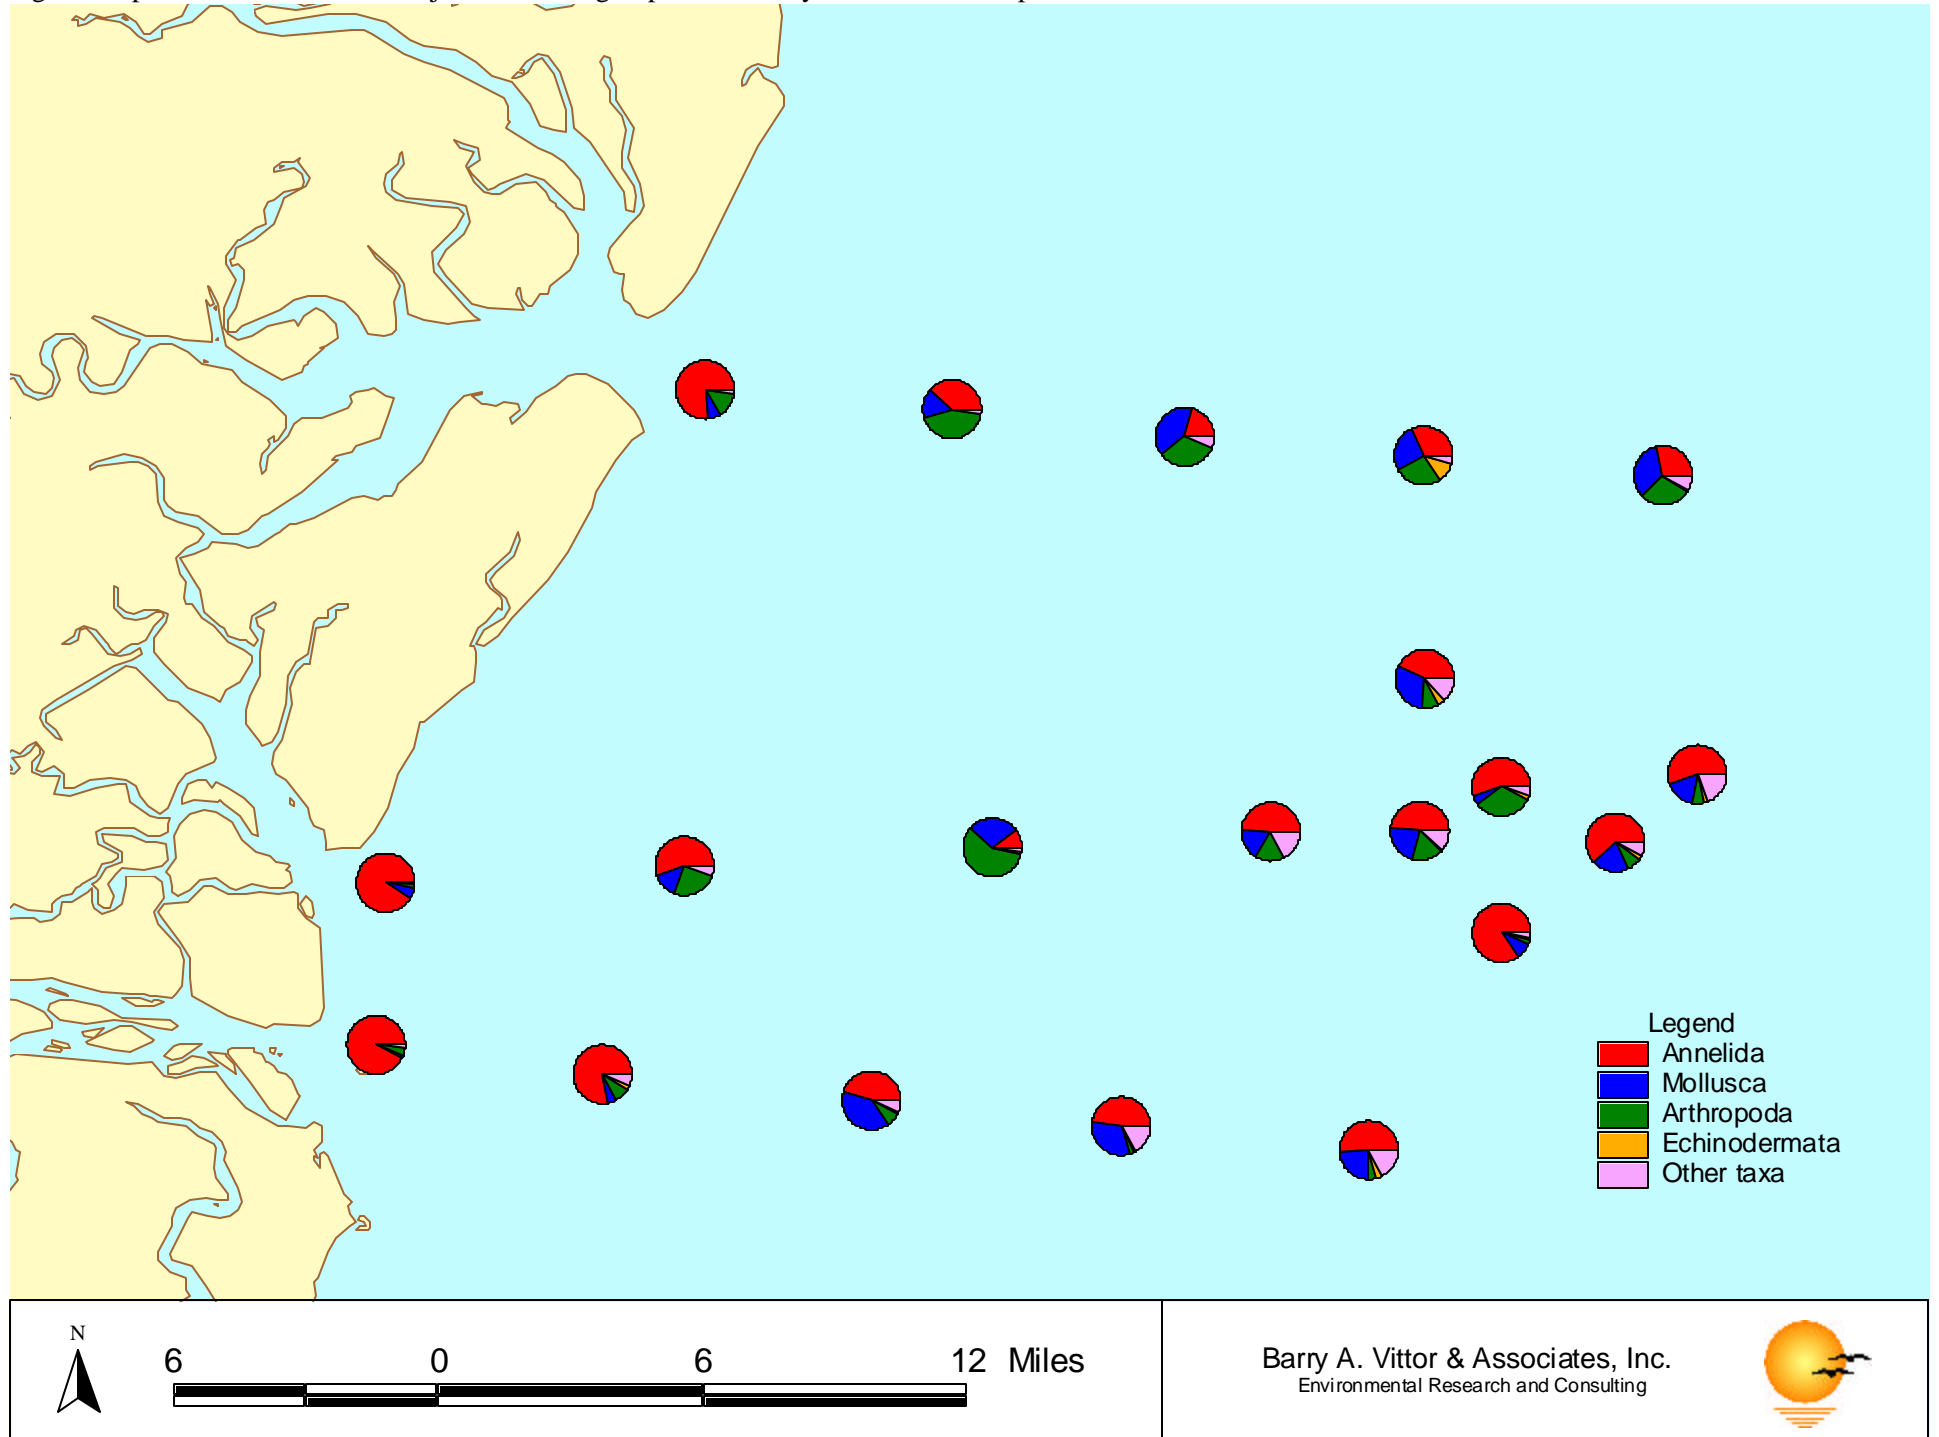 Legend
Annelida
Mollusca
Arthropoda
Echinodermata
Other taxa
N
6 0 6 12 Miles
Barry A. Vittor & Associates, Inc.
Environmental Research and Consulting